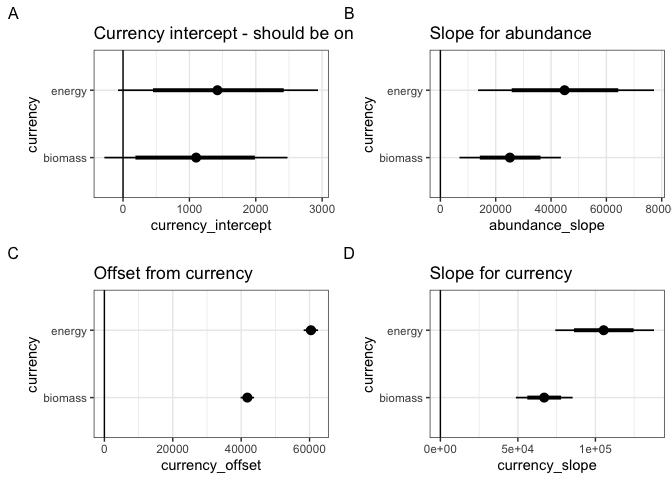 A
Currency intercept - should be on
currency
energy
biomass
0
1000
2000
3000
currency_intercept
B
Slope for abundance
currency
energy
biomass
0
20000
40000
60000
8000
abundance_slope
C
Offset from currency
currency
energy
biomass
0
20000
40000
60000
currency_offset
D
Slope for currency
currency
energy
biomass
0e+00
5e+04
1e+05
currency_slope